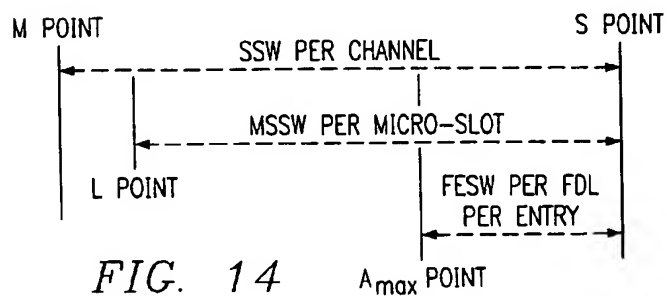 M POINT
S POINT
SSW PER CHANNEL
MSSW PER MICRO-SLOT
L POINT
FESW PER FDL
PER ENTRY
FIG. 14
Amax POINT